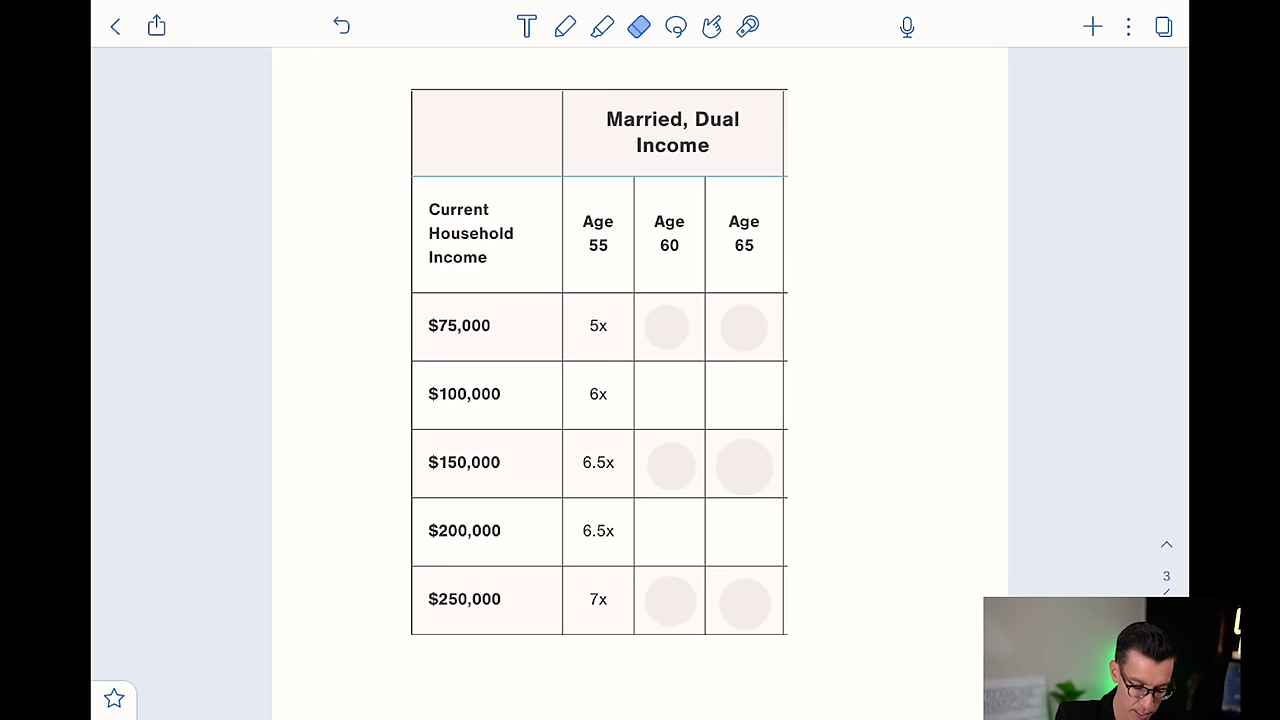 Married, Dual
Income
Current
Household
Income
Age
55
Age
60
Age
65
$75,000 5x
$100,000 6x
$150,000 6.5x
$200,000 6.5x
$250,000 7x
3